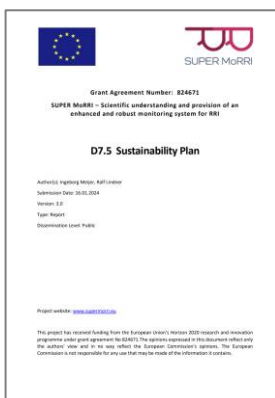 SUPER MoRRI
Grant Agreement Number: 824671
SUPER MoRRI – Scientific understanding and provision of an
enhanced and robust monitoring system for RRI
D7.5 Sustainability Plan
Author(s): Ingeborg Meijer, Ralf Lindner
Submission Date: 26.01.2024
Version: 2.0
Type: Report
Dissemination Level: Public
Project website: www.supermorri.eu
This project has received funding from the European Union's Horizon 2020 research and innovation
programme under grant agreement No 824671 The opinions expressed in this document reflect only
the authors' view and in no way reflect the European Commission's opinions. The European
Commission is not responsible for any use that may be made of the information it contains.